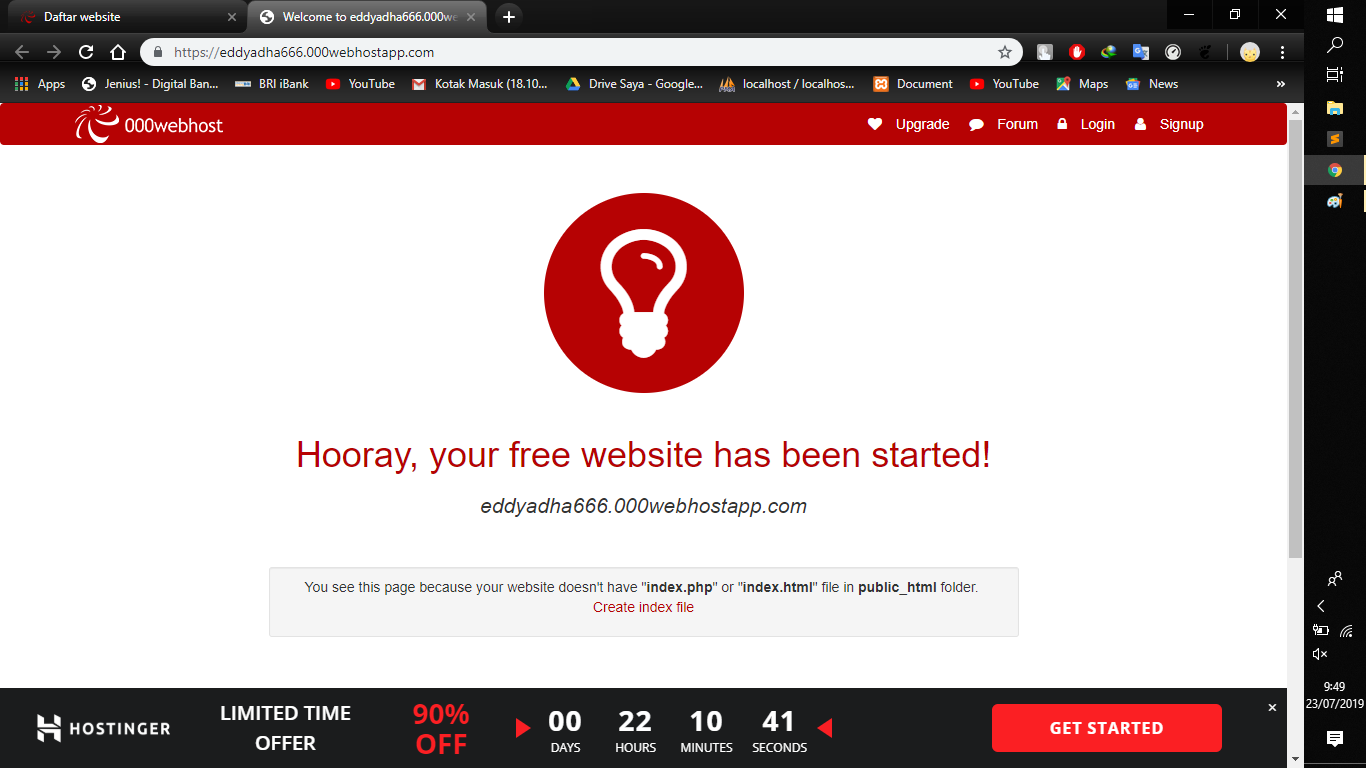 Daftar website
Welcome to eddyadha666.000we
https://eddyadha666.000webhostapp.com
Apps
Jenius! - Digital Ban...
BRI iBank
YouTube
Kotak Masuk (18.10...
Drive Saya - Google...
localhost / localhos...
Document
YouTube
Maps
News
»
000webhost
Upgrade
Forum
Login
Signup
Hooray, your free website has been started!
eddyadha666.000webhostapp.com
You see this page because your website doesn't have "index.php" or "index.html" file in public_html folder.
Create index file
HOSTINGER
LIMITED TIME
OFFER
90%
OFF
00
DAYS
22
HOURS
10
MINUTES
41
SECONDS
GET STARTED
9:49
23/07/2019